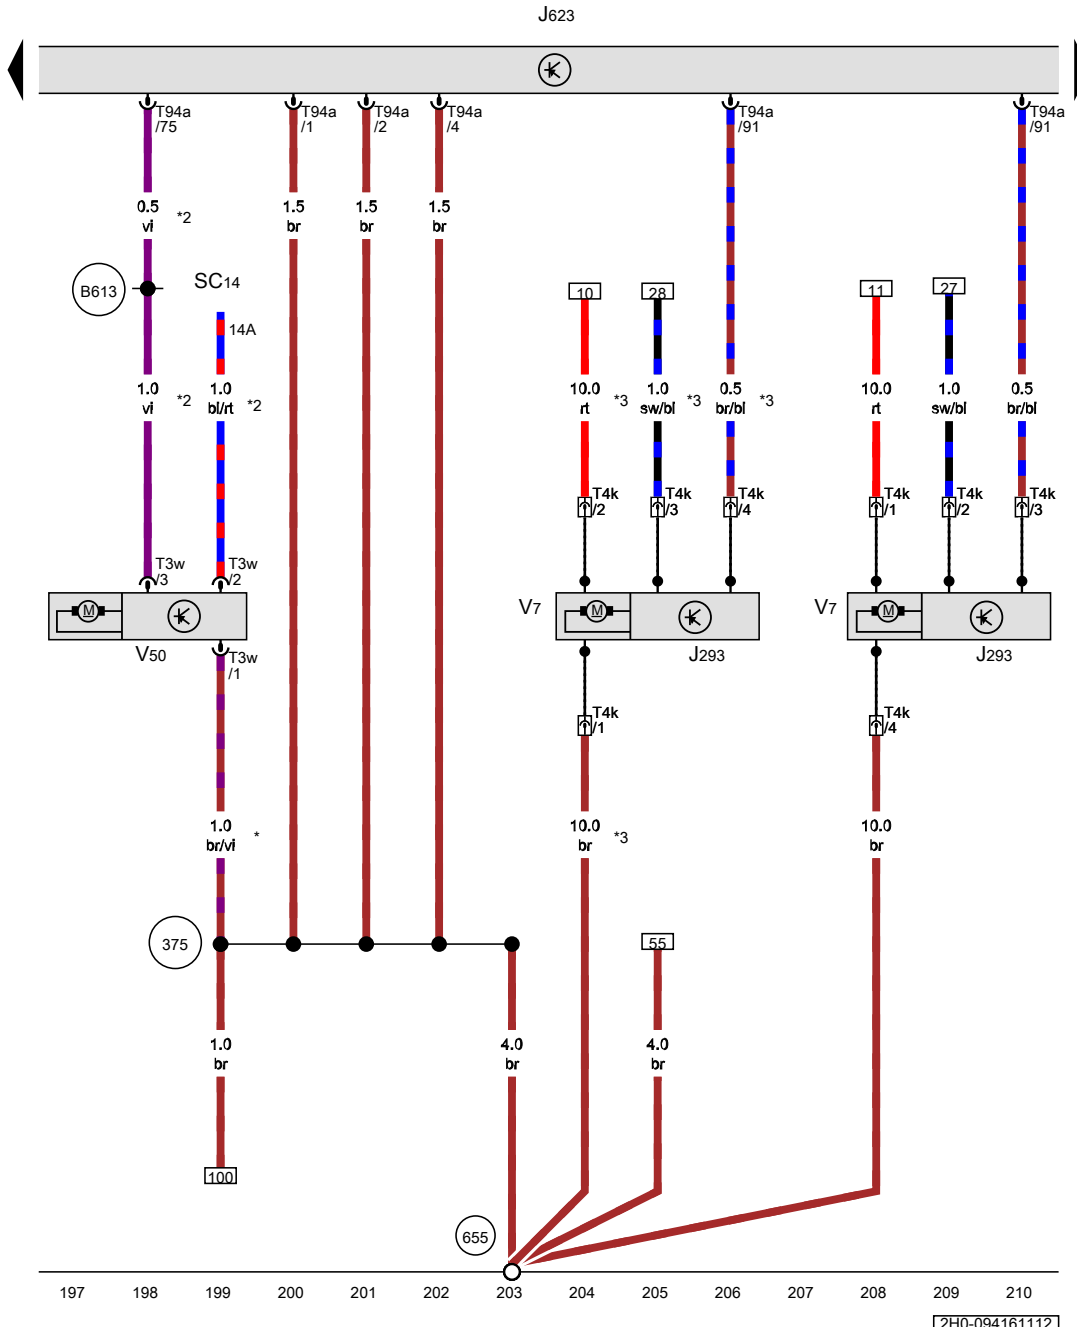 J623
T94a
/75
T94a
/1
T94a
/2
T94a
/4
T94a
/91
T94a
/91
0.5
vi
*2
1.5
br
1.5
br
1.5
br
B613
SC14
14A
10
28
11
27
1.0
vi
*2
1.0
bl/rt
*2
10.0
rt
*3
1.0
sw/bl
*3
0.5
br/bl
*3
10.0
rt
1.0
sw/bl
0.5
br/bl
T4k
/2
T4k
/3
T4k
/4
T4k
/1
T4k
/2
T4k
/3
T3w
/3
T3w
/2
M
V50
V7
M
J293
V7
M
J293
T3w
/1
T4k
/1
T4k
/4
1.0
br/vi
*
10.0
br
*3
10.0
br
375
55
1.0
br
4.0
br
4.0
br
100
655
197 198 199 200 201 202 203 204 205 206 207 208 209 210
2H0-094161112